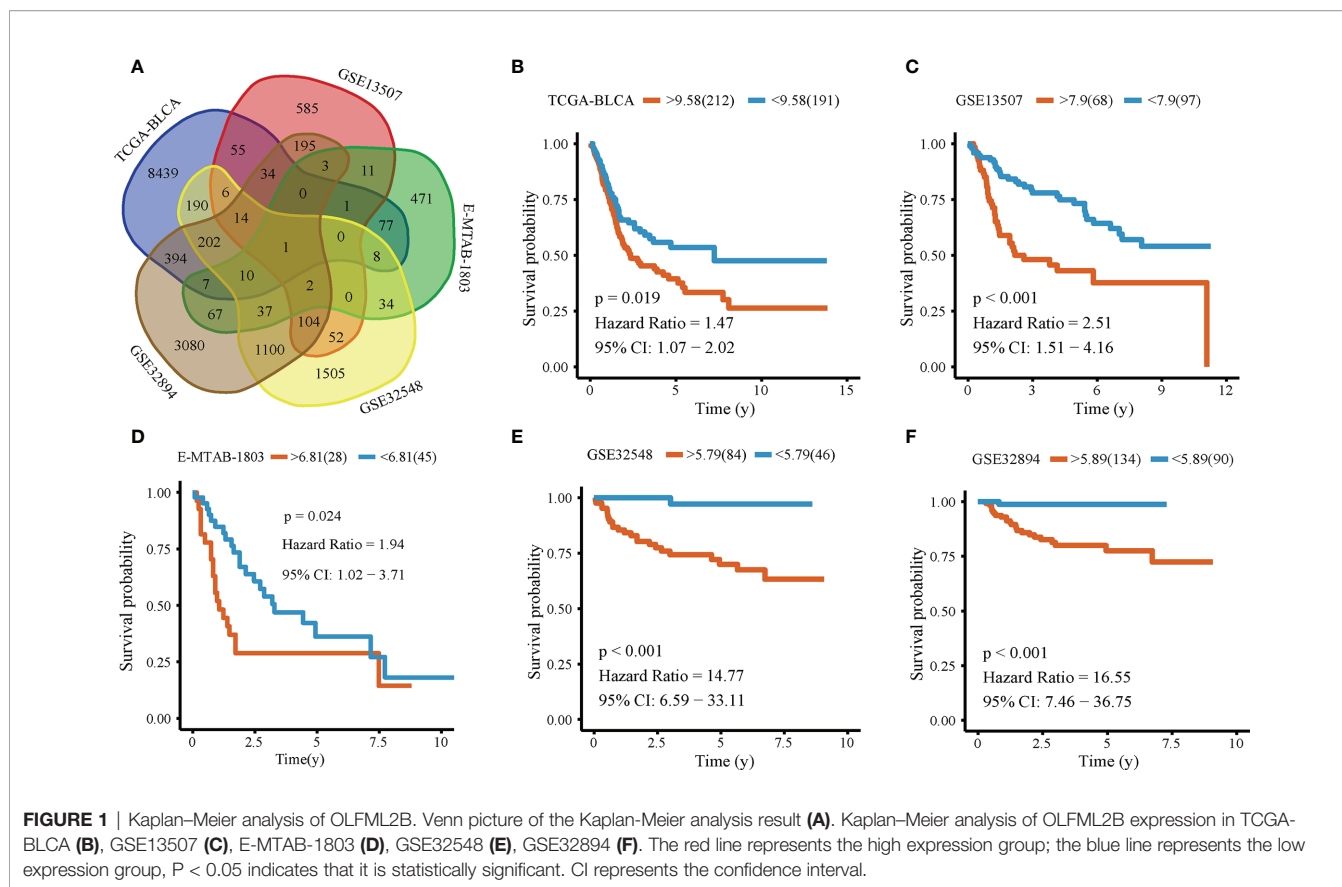 A
GSE13507
TCGA-BLCA
E-MTAB-1803
GSE32894
GSE32548
585
8439
55
195
34
3
11
471
0
1
77
190
6
14
1
0
8
202
394
10
7
2
0
34
67
37
104
52
3080
1100
1505
B
TCGA-BLCA >9.58(212) <9.58(191)
Survival probability
1.00
0.75
0.50
0.25
0.00
p = 0.019
Hazard Ratio = 1.47
95% CI: 1.07 − 2.02
0 5 10 15
Time (y)
C
GSE13507 >7.9(68) <7.9(97)
Survival probability
1.00
0.75
0.50
0.25
0.00
p < 0.001
Hazard Ratio = 2.51
95% CI: 1.51 − 4.16
0 3 6 9 12
Time (y)
D
E-MTAB-1803 >6.81(28) <6.81(45)
Survival probability
1.00
0.75
0.50
0.25
0.00
p = 0.024
Hazard Ratio = 1.94
95% CI: 1.02 − 3.71
0 2.5 5 7.5 10
Time(y)
E
GSE32548 >5.79(84) <5.79(46)
Survival probability
1.00
0.75
0.50
0.25
0.00
p < 0.001
Hazard Ratio = 14.77
95% CI: 6.59 − 33.11
0 2.5 5 7.5 10
Time (y)
F
GSE32894 >5.89(134) <5.89(90)
Survival probability
1.00
0.75
0.50
0.25
0.00
p < 0.001
Hazard Ratio = 16.55
95% CI: 7.46 − 36.75
0 2.5 5 7.5 10
Time (y)
FIGURE 1 | Kaplan–Meier analysis of OLFML2B. Venn picture of the Kaplan-Meier analysis result (A). Kaplan–Meier analysis of OLFML2B expression in TCGA-
BLCA (B), GSE13507 (C), E-MTAB-1803 (D), GSE32548 (E), GSE32894 (F). The red line represents the high expression group; the blue line represents the low
expression group, P < 0.05 indicates that it is statistically significant. CI represents the confidence interval.